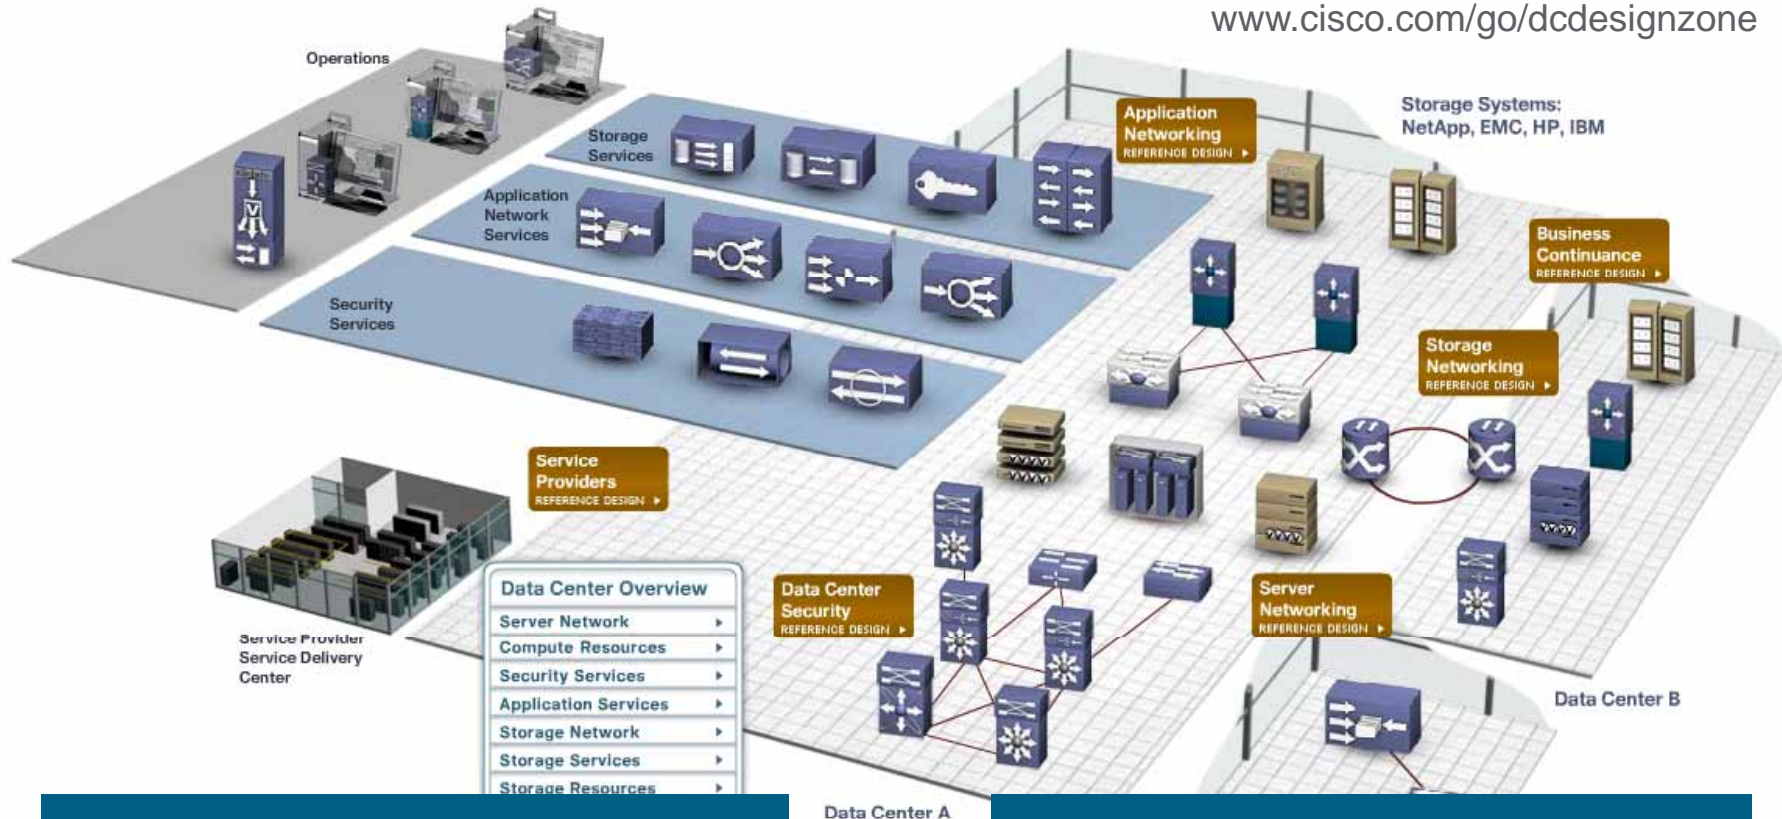 www.cisco.com/go/dcdesignzone
Operations
Storage
Services
Application
Network
Services
Security
Services
Application
Networking
REFERENCE DESIGN
Storage Systems:
NetApp, EMC, HP, IBM
Business
Continuance
REFERENCE DESIGN
Storage
Networking
REFERENCE DESIGN
Service
Providers
REFERENCE DESIGN
Service Provider
Service Delivery
Center
Data Center Overview
Server Network
Compute Resources
Security Services
Application Services
Storage Network
Storage Services
Storage Resources
Data Center
Security
REFERENCE DESIGN
Server
Networking
REFERENCE DESIGN
V
Data Center B
Data Center A